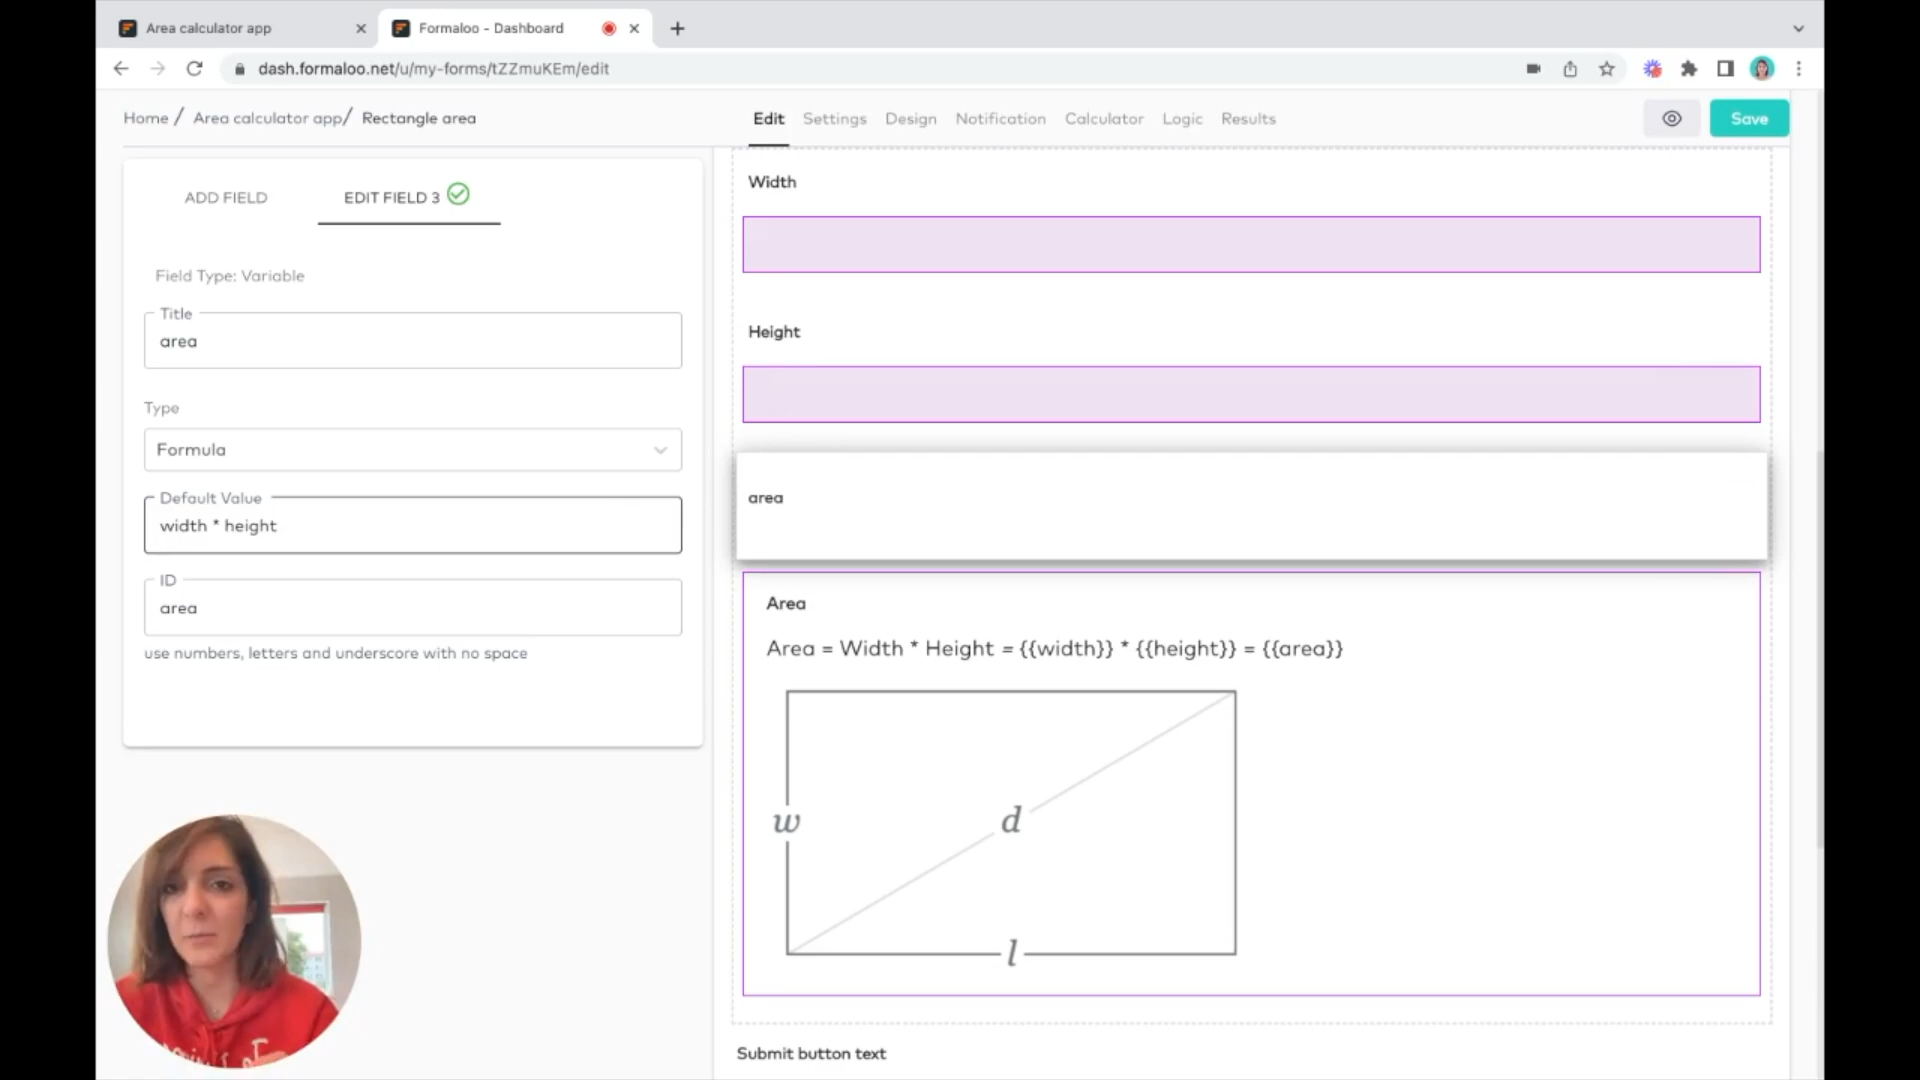 Area calculator app
Formaloo - Dashboard
dash.formaloo.net/u/my-forms/tZZmuKEm/edit
Home / Area calculator app/ Rectangle area
Edit Settings Design Notification Calculator Logic Results
Save
ADD FIELD EDIT FIELD 3
Field Type: Variable
Title
area
Type
Formula
Default Value
width * height
ID
area
use numbers, letters and underscore with no space
Width
Height
area
Area
Area = Width * Height = {{width}} * {{height}} = {{area}}
w
d
l
Submit button text